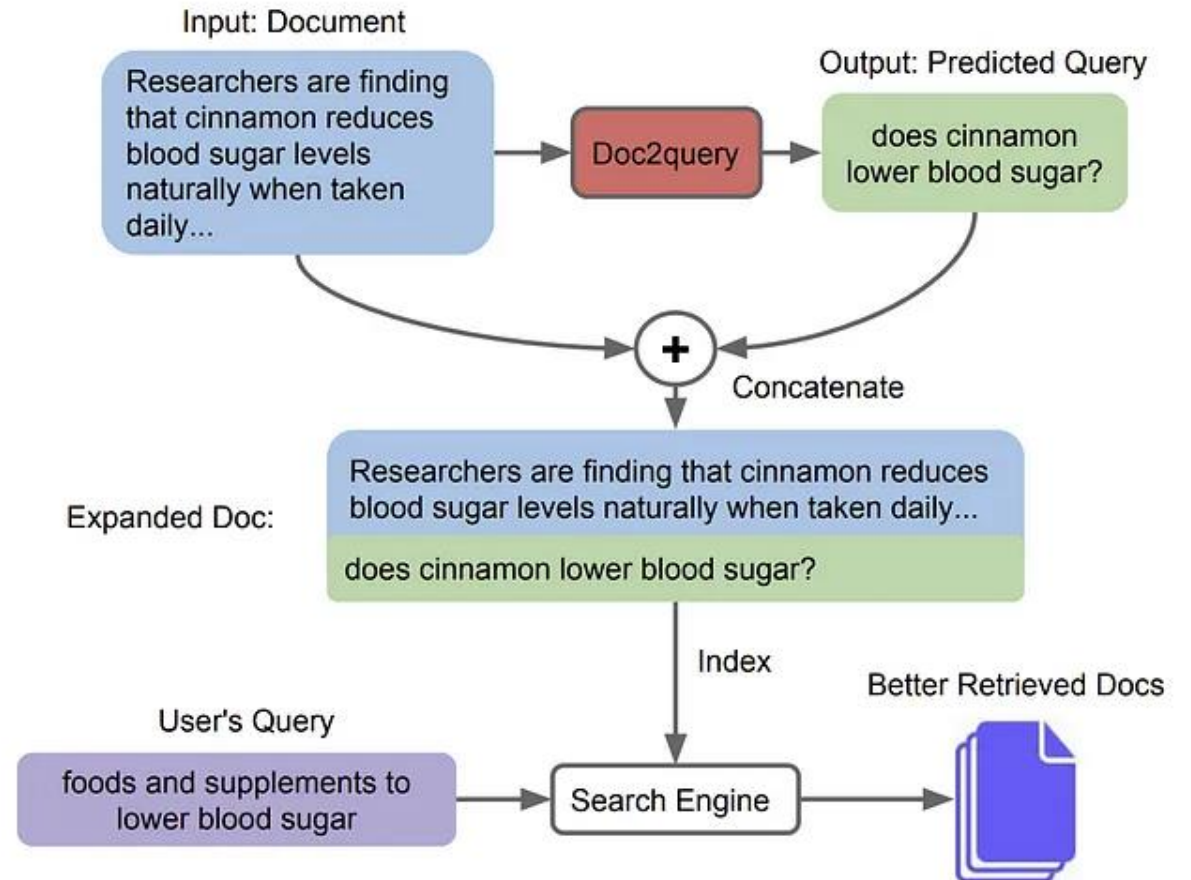 Input: Document
Researchers are finding
that cinnamon reduces
blood sugar levels
naturally when taken
daily...
Doc2query
Output: Predicted Query
does cinnamon
lower blood sugar?
+
Concatenate
Expanded Doc:
Researchers are finding that cinnamon reduces
blood sugar levels naturally when taken daily...
does cinnamon lower blood sugar?
Index
User's Query
foods and supplements to
lower blood sugar
Search Engine
Better Retrieved Docs